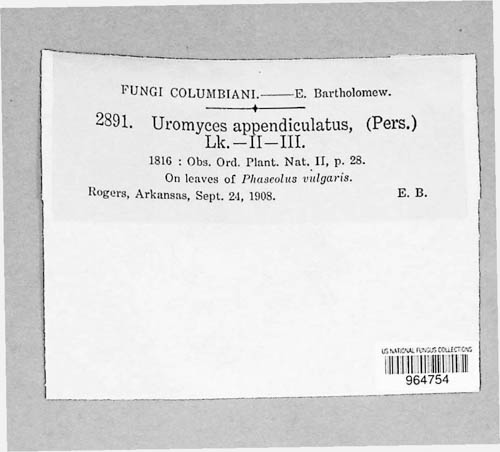 FUNGI COLUMBIANI.——E. Bartholomew.
2891. Uromyces appendiculatus, (Pers.)
Lk.—II—III.
1816 : Obs. Ord. Plant. Nat. II, p. 28.
On leaves of Phaseolus vulgaris.
Rogers, Arkansas, Sept. 24, 1908. E. B.
US NATIONAL FUNGUS COLLECTIONS
964754